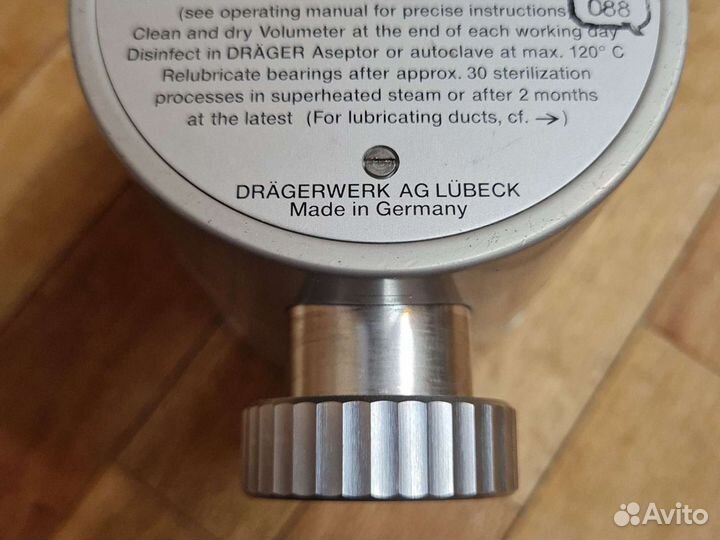 (see operating manual for precise instructions
088
Clean and dry Volumeter at the end of each working day
Disinfect in DRÄGER Aseptor or autoclave at max. 120° C
Relubricate bearings after approx. 30 sterilization
processes in superheated steam or after 2 months
at the latest (For lubricating ducts, cf. →)
DRÄGERWERK AG LÜBECK
Made in Germany
Avito